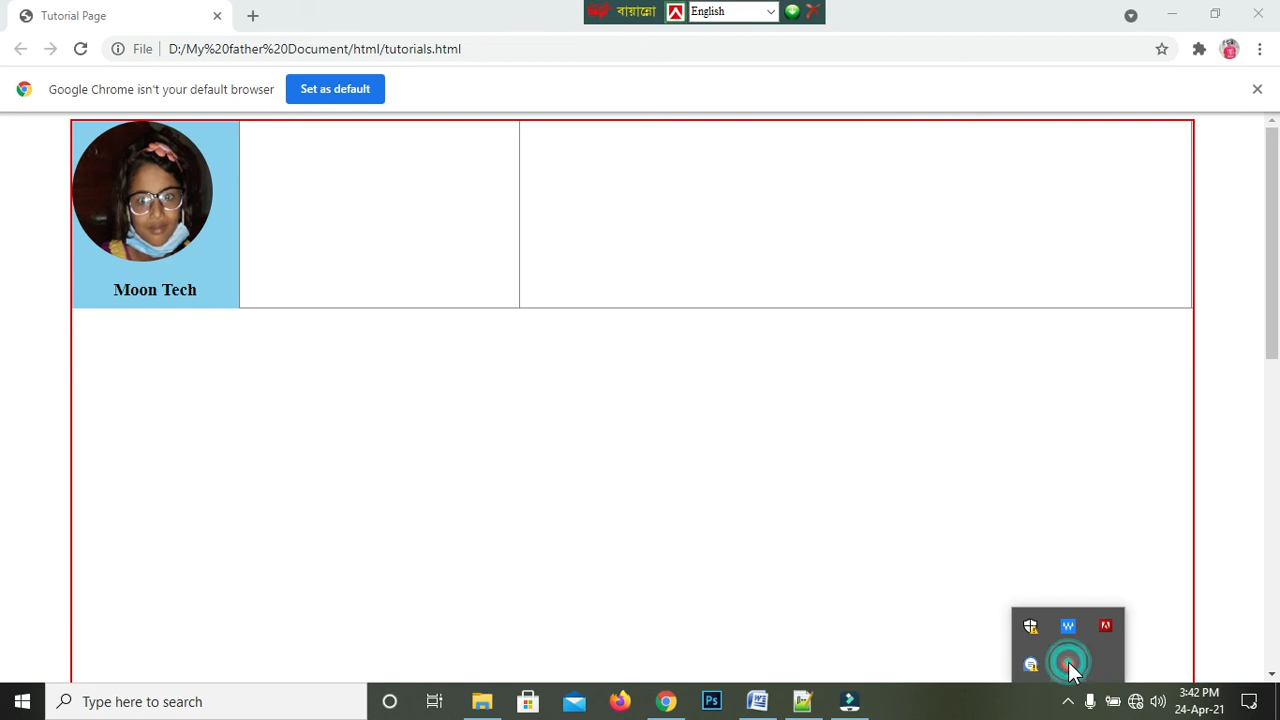 Tutorial Page
বায়ান্নো
English
File
D:/My%20father%20Document/html/tutorials.html
Google Chrome isn't your default browser
Set as default
Moon Tech
Type here to search
Ps
3:42 PM
24-Apr-21